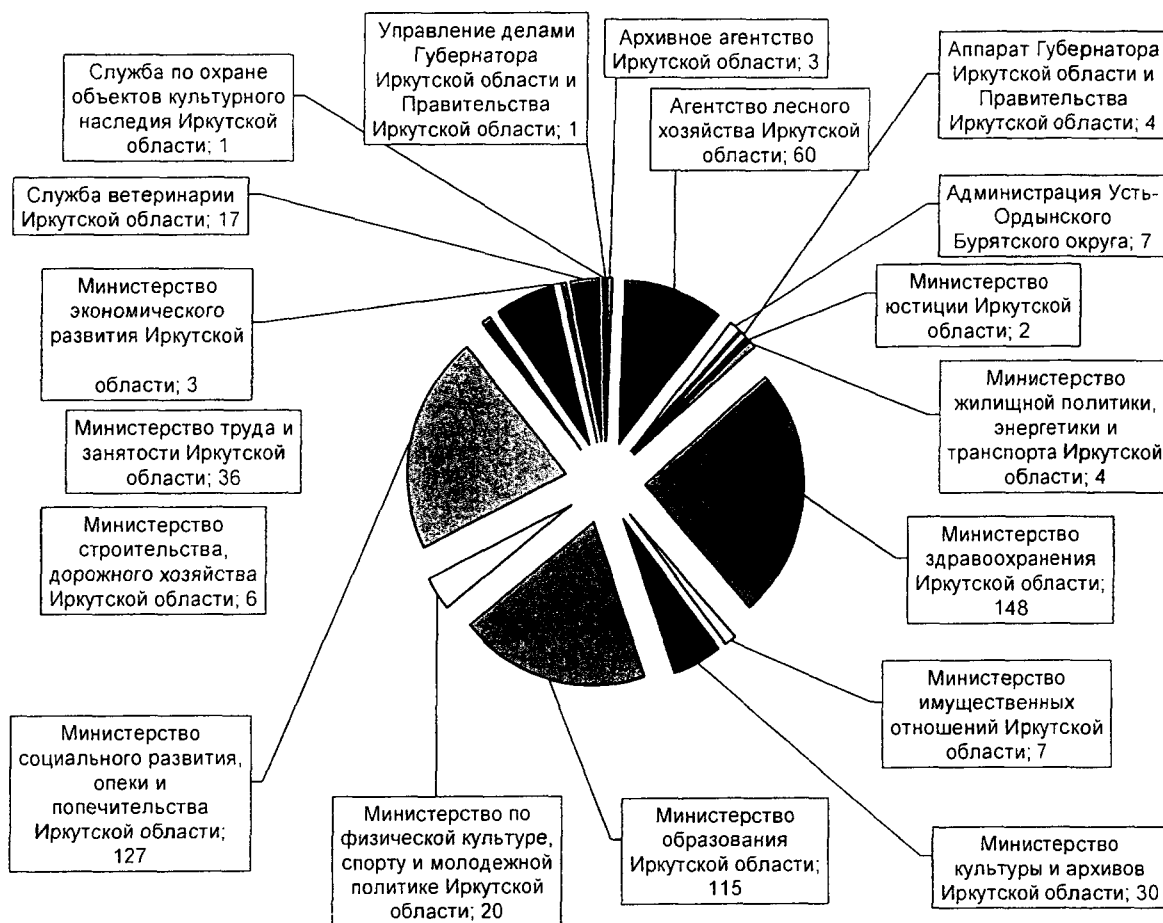 Управление делами
Губернатора
Иркутской области и
Правительства
Иркутской области; 1
Архивное агентство
Иркутской области; 3
Аппарат Губернатора
Иркутской области и
Правительства
Иркутской области; 4
Служба по охране
объектов культурного
наследия Иркутской
области; 1
Агентство лесного
хозяйства Иркутской
области; 60
Служба ветеринарии
Иркутской области; 17
Администрация Усть-
Ордынского
Бурятского округа; 7
Министерство
экономического
развития Иркутской
области; 3
Министерство
юстиции Иркутской
области; 2
Министерство
жилищной политики,
энергетики и
транспорта Иркутской
области; 4
Министерство труда и
занятости Иркутской
области; 36
Министерство
строительства,
дорожного хозяйства
Иркутской области; 6
Министерство
здравоохранения
Иркутской области;
148
Министерство
имущественных
отношений Иркутской
области; 7
Министерство
социального развития,
опеки и
попечительства
Иркутской области;
127
Министерство по
физической культуре,
спорту и молодежной
политике Иркутской
области; 20
Министерство
образования
Иркутской области;
115
Министерство
культуры и архивов
Иркутской области; 30